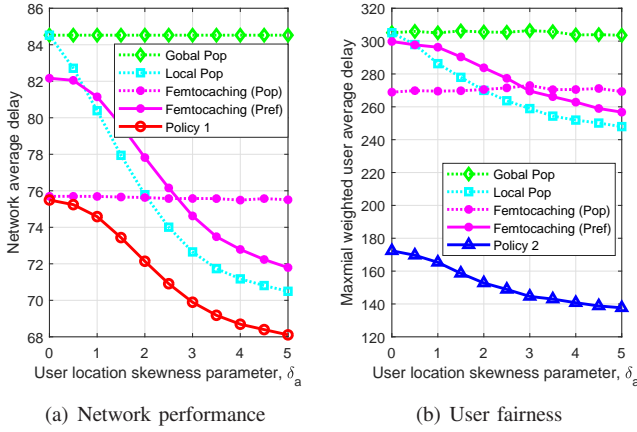 86
84
82
80
78
76
74
72
70
68
Network average delay
Gobal Pop
Local Pop
Femtocaching (Pop)
Femtocaching (Pref)
Policy 1
0 1 2 3 4 5
User location skewness parameter, δa
(a) Network performance
320
300
280
260
240
220
200
180
160
140
120
Maxmial weighted user average delay
Gobal Pop
Local Pop
Femtocaching (Pop)
Femtocaching (Pref)
Policy 2
0 1 2 3 4 5
User location skewness parameter, δa
(b) User fairness